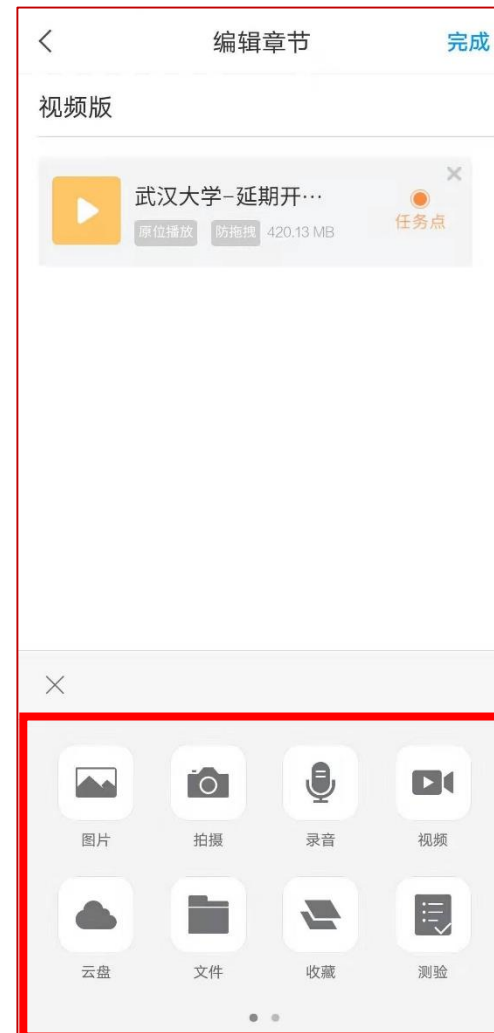 编辑章节 完成
视频版
武汉大学-延期开…
原位播放 防拖拽 420.13 MB
任务点
图片 拍摄 录音 视频
云盘 文件 收藏 测验